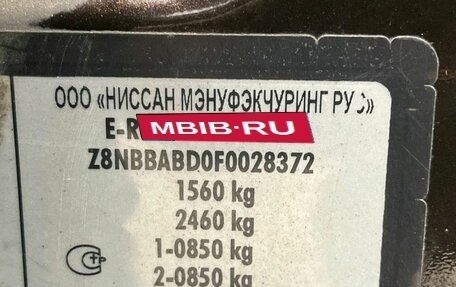 ООО «НИССАН МЭНУФЭКЧУРИНГ РУС»
E-R MBIB.RU
Z8NBBABD0F0028372
1560 kg
2460 kg
1-0850 kg
2-0850 kg